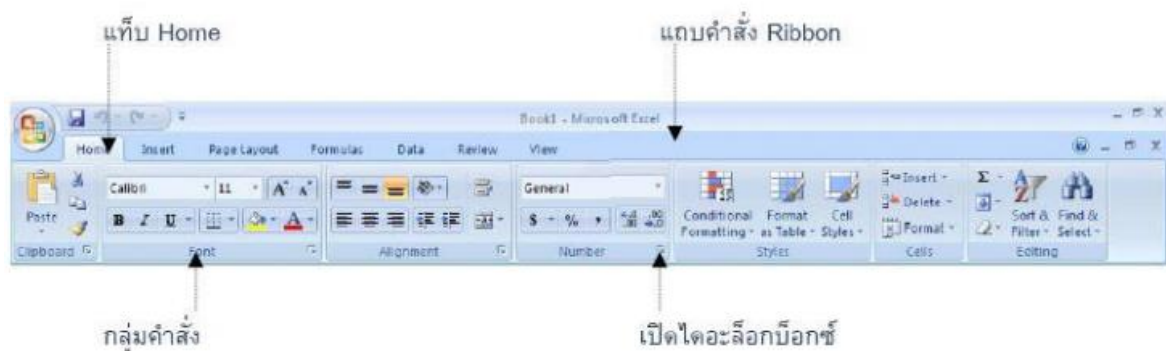 แท็บ Home แถบคำสั่ง Ribbon
Book1 - Microsoft Excel
Home Insert Page Layout Formulas Data Review View
Calibri 11 General Insert Σ
Paste B I U A $ % , Conditional Format Cell Delete Sort & Find &
Formatting as Table Styles Format Filter Select
Clipboard Font Alignment Number Styles Cells Editing
กลุ่มคำสั่ง เปิดไดอะล็อกบ็อกซ์